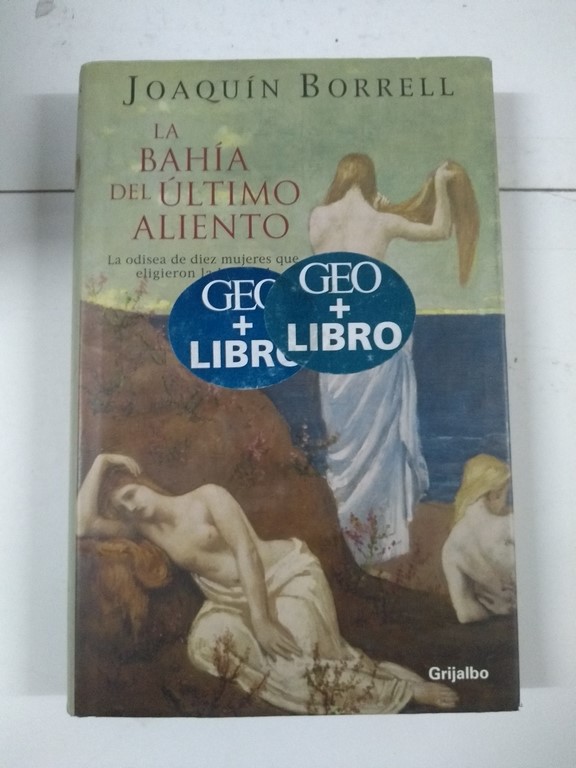 JOAQUÍN BORRELL
LA
BAHÍA
DEL ÚLTIMO
ALIENTO
La odisea de diez mujeres que
eligieron la
GEO
+
LIBRO
GEO
+
LIBRO
Grijalbo